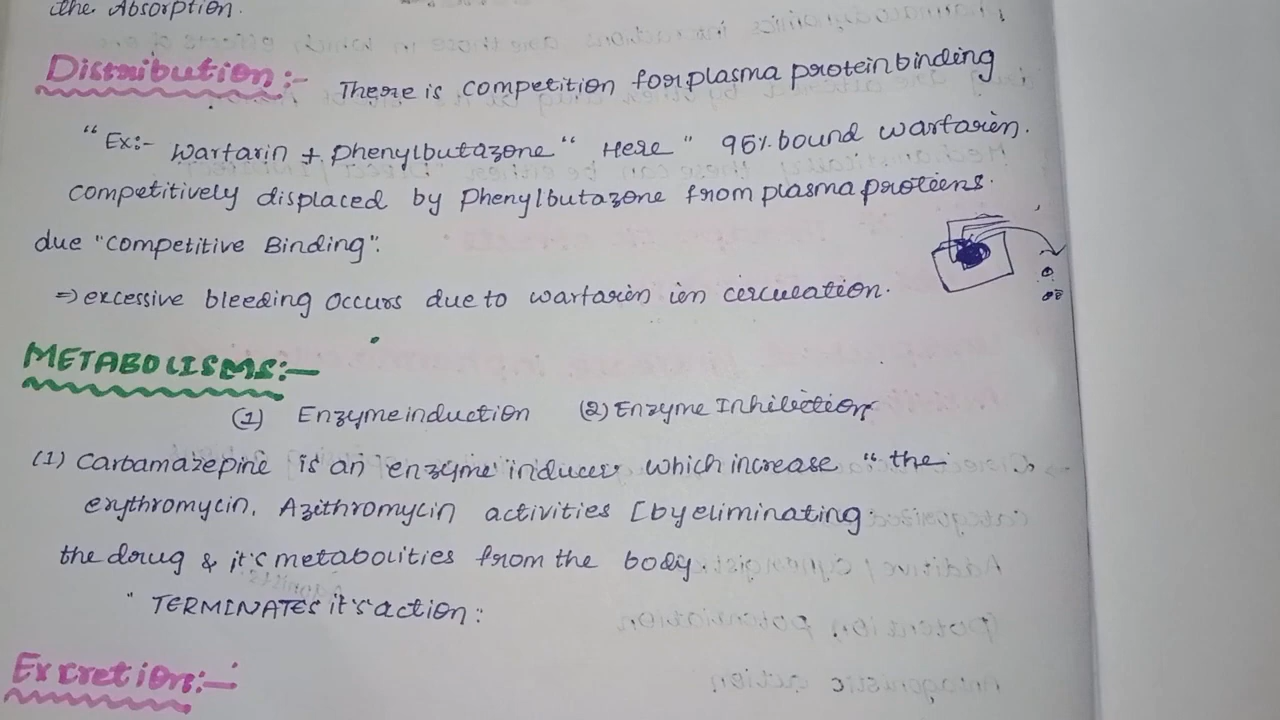 the Absorption.
Distribution:- There is competition for plasma protein binding
"Ex:- Warfarin + Phenylbutazone" Here " 96% bound warfarin.
competitively displaced by Phenylbutazone from plasma proteins.
due "Competitive Binding".
⇒ excessive bleeding occurs due to warfarin in circulation.
METABOLISMS:-
(1) Enzyme induction (2) Enzyme Inhibition
(1) Carbamazepine is an enzyme inducer which increase "the
erythromycin, Azithromycin activities [by eliminating
the drug & it's metabolities from the body.
" TERMINATES it's action:
Excretion:-